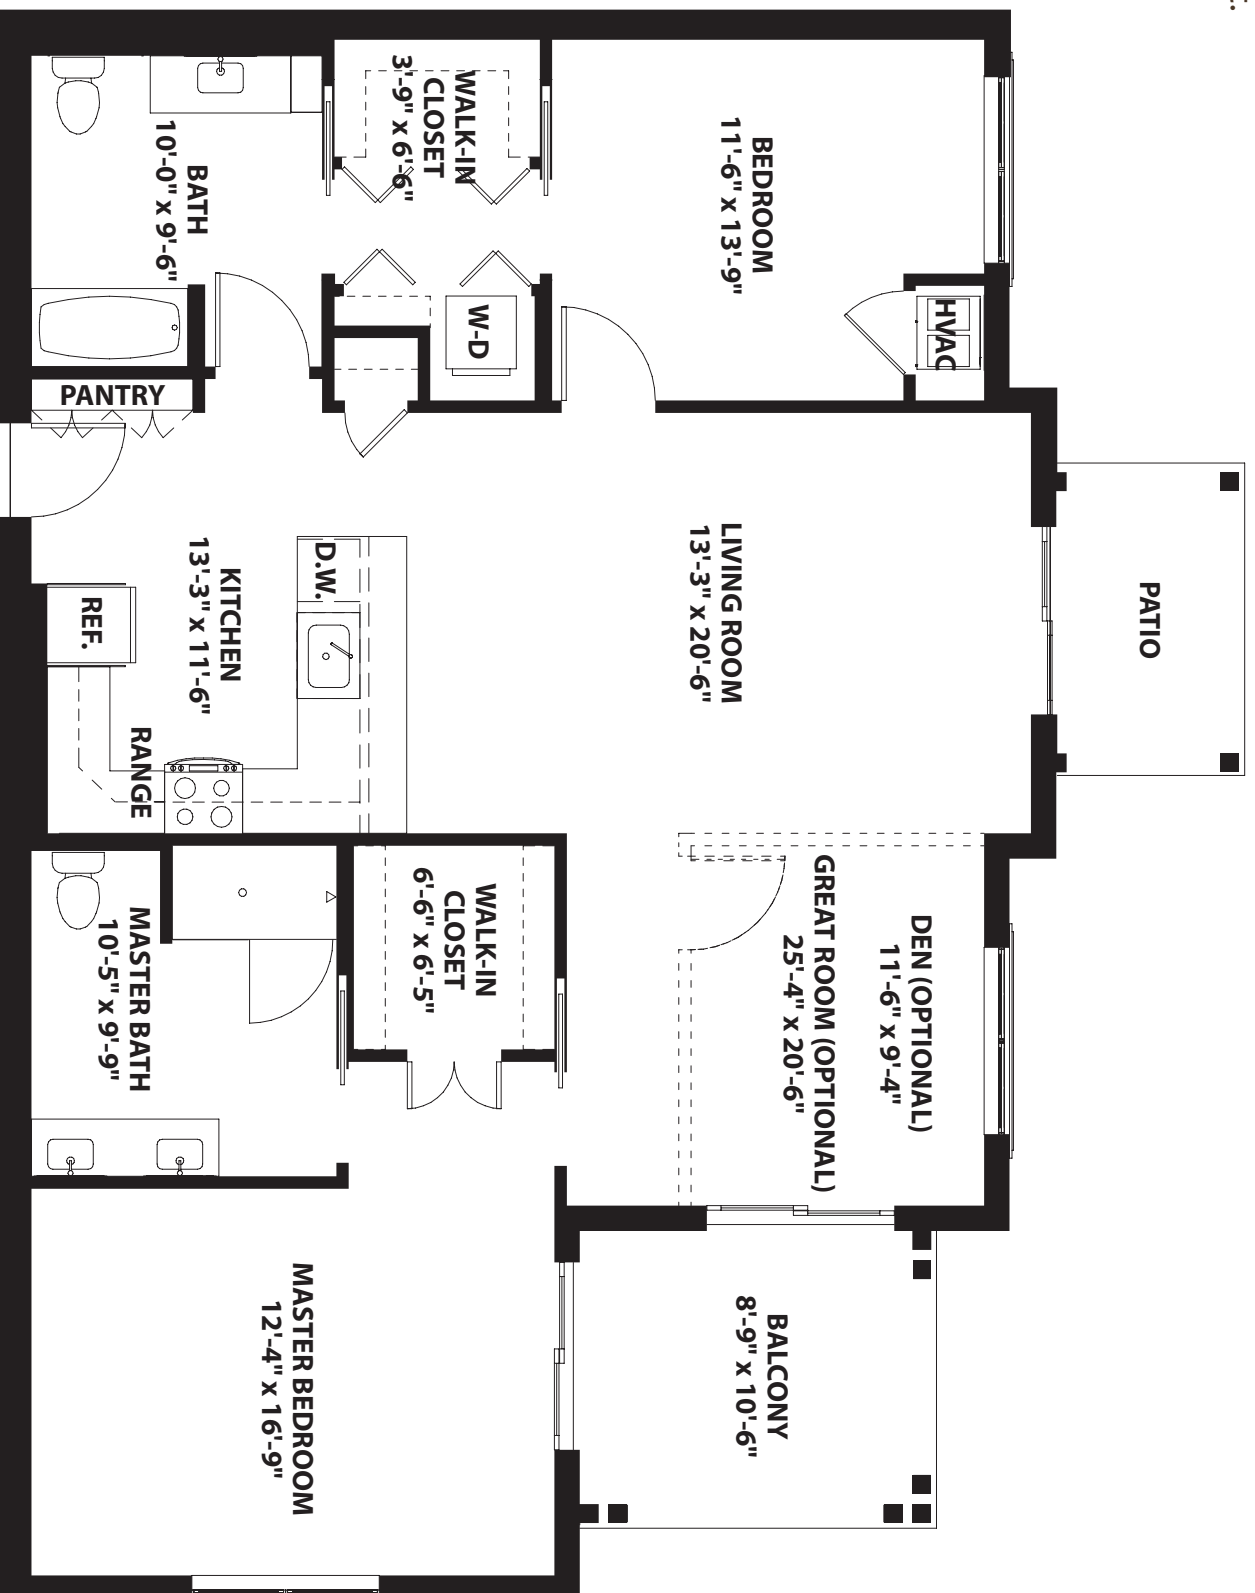 BATH
10'-0" x 9'-6"
WALK-IN
CLOSET
3'-9" x 6'-6"
BEDROOM
11'-6" x 13'-9"
HVAC
W-D
PANTRY
KITCHEN
13'-3" x 11'-6"
D.W.
REF.
RANGE
LIVING ROOM
13'-3" x 20'-6"
PATIO
DEN (OPTIONAL)
11'-6" x 9'-4"
GREAT ROOM (OPTIONAL)
25'-4" x 20'-6"
WALK-IN
CLOSET
6'-6" x 6'-5"
MASTER BATH
10'-5" x 9'-9"
MASTER BEDROOM
12'-4" x 16'-9"
BALCONY
8'-9" x 10'-6"